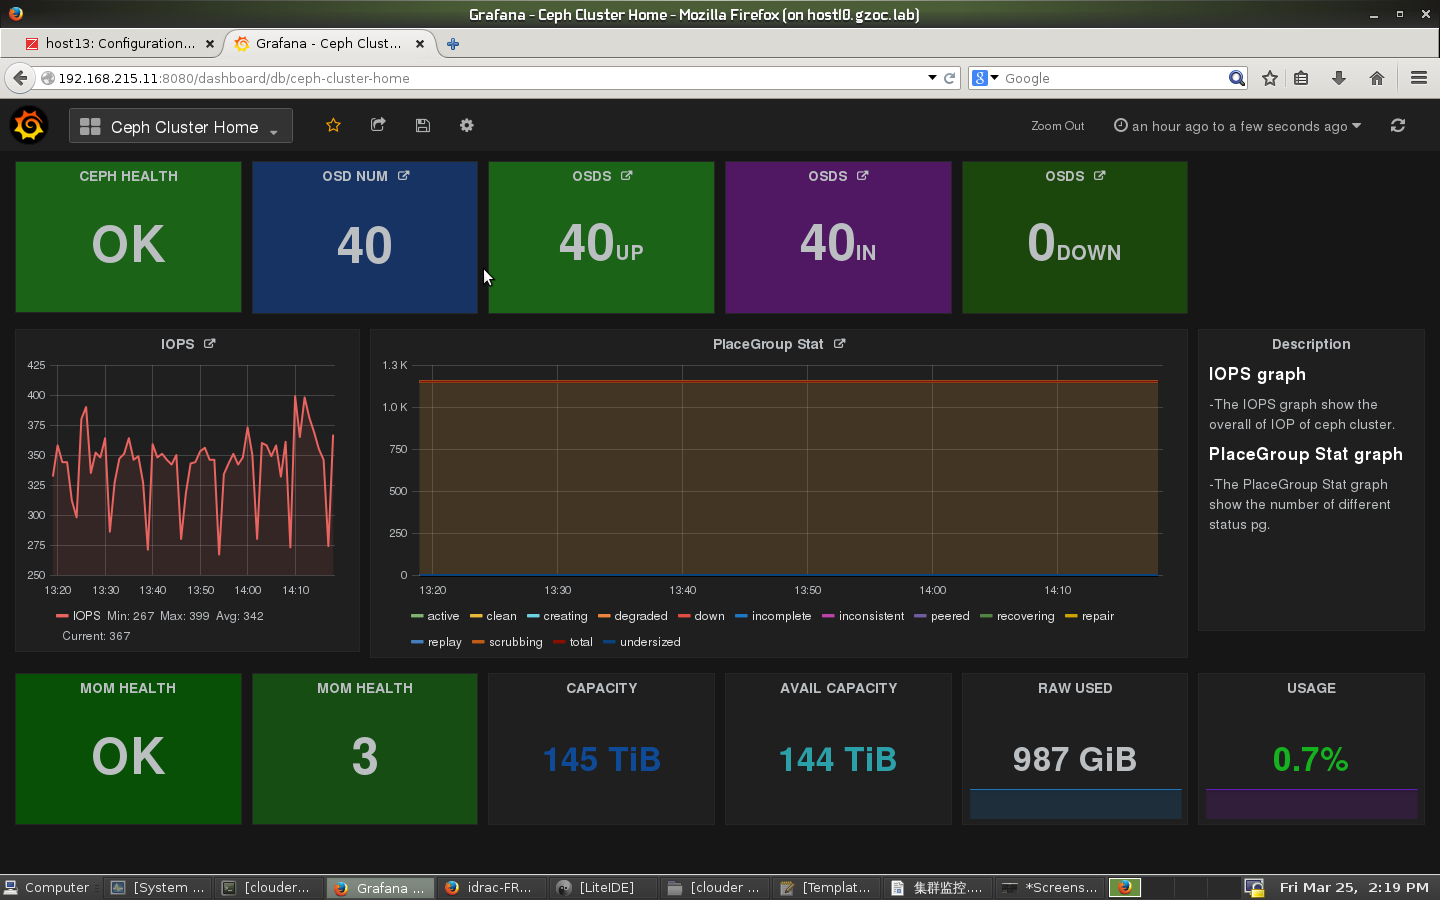 Grafana - Ceph Cluster Home - Mozilla Firefox (on host10.gzoc.lab)
host13: Configuration...
Grafana - Ceph Clust...
192.168.215.11:8080/dashboard/db/ceph-cluster-home
Google
Ceph Cluster Home
Zoom Out
an hour ago to a few seconds ago
CEPH HEALTH
OK
OSD NUM
40
OSDS
40UP
OSDS
40IN
OSDS
0DOWN
IOPS
425
400
375
350
325
300
275
250
13:20 13:30 13:40 13:50 14:00 14:10
IOPS Min: 267 Max: 399 Avg: 342
Current: 367
PlaceGroup Stat
1.3 K
1.0 K
750
500
250
0
13:20 13:30 13:40 13:50 14:00 14:10
active clean creating degraded down incomplete inconsistent peered recovering repair
replay scrubbing total undersized
Description
IOPS graph
-The IOPS graph show the
overall of IOP of ceph cluster.
PlaceGroup Stat graph
-The PlaceGroup Stat graph
show the number of different
status pg.
MOM HEALTH
OK
MOM HEALTH
3
CAPACITY
145 TiB
AVAIL CAPACITY
144 TiB
RAW USED
987 GiB
USAGE
0.7%
Computer
[System ...
[clouder...
Grafana ...
idrac-FR...
[LiteIDE]
[clouder ...
[Templat...
集群监控....
*Screens...
Fri Mar 25, 2:19 PM